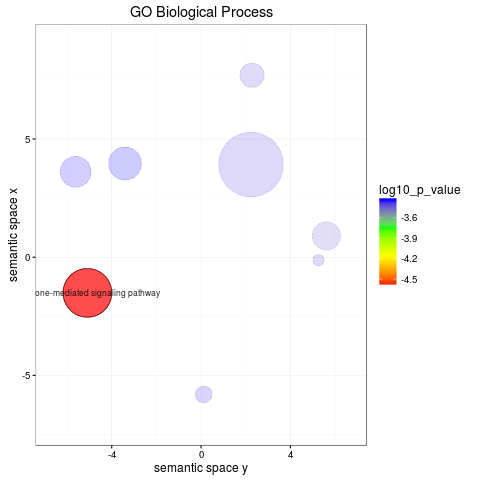 GO Biological Process
log10_p_value
-3.6
-3.9
-4.2
-4.5
semantic space x
5
0
-5
one-mediated signaling pathway
-4
0
4
semantic space y